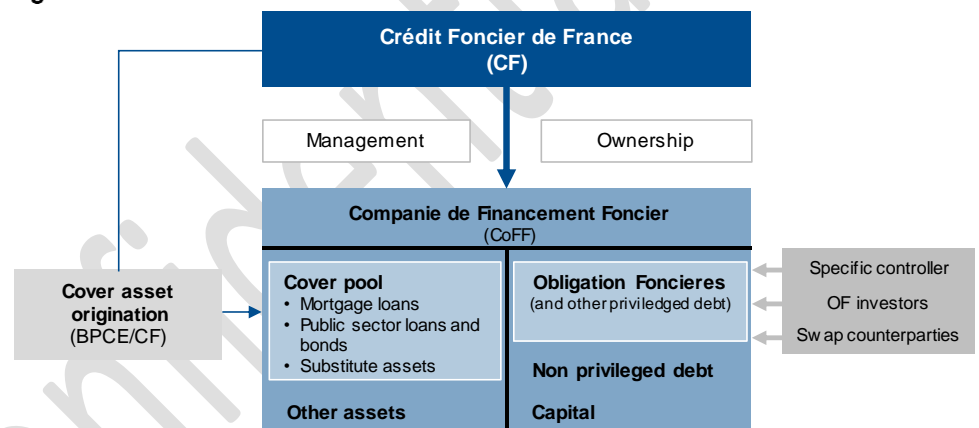 Crédit Foncier de France
(CF)
Management
Ownership
Companie de Financement Foncier
(CoFF)
Cover asset
origination
(BPCE/CF)
Cover pool
• Mortgage loans
• Public sector loans and
bonds
• Substitute assets
Other assets
Obligation Foncieres
(and other priviledged debt)
Non privileged debt
Capital
Specific controller
OF investors
Swap counterparties